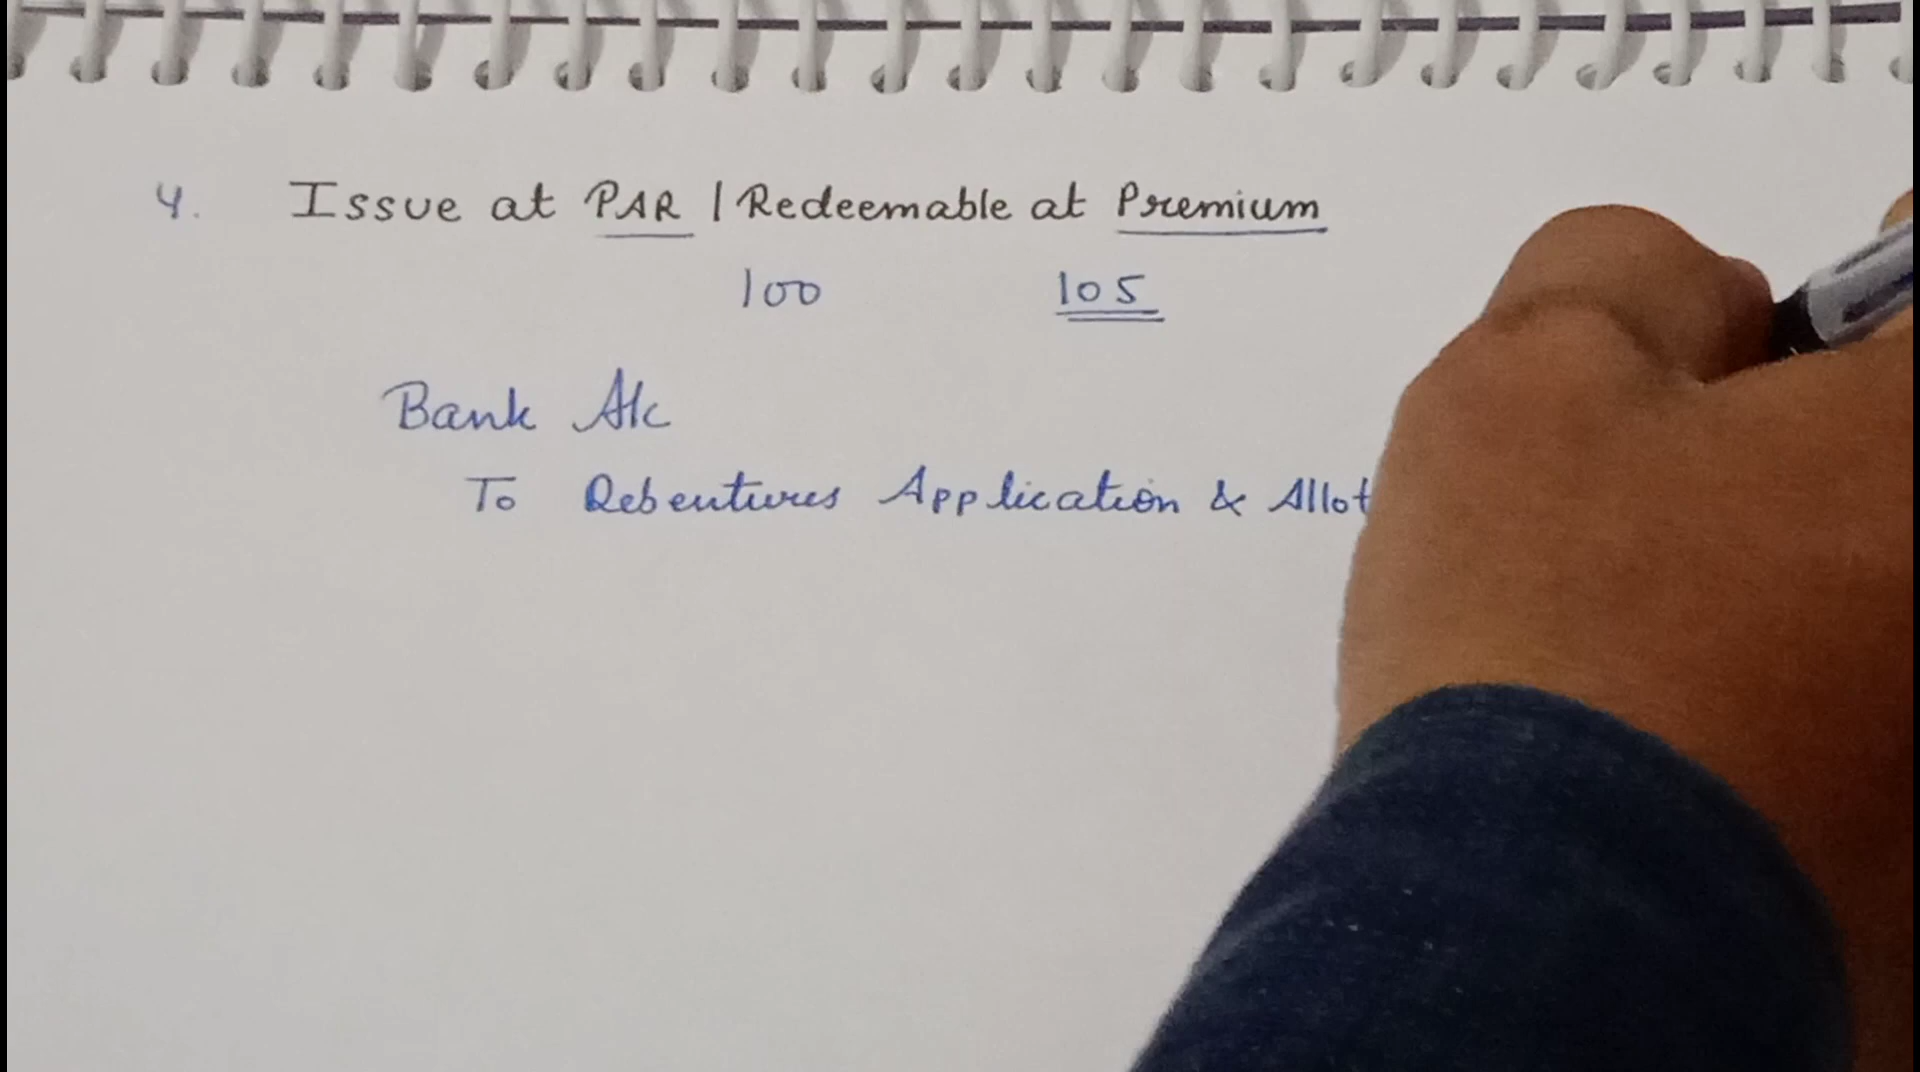 4. Issue at PAR | Redeemable at Premium
100 105
Bank A/c
To Debentures Application & Allot